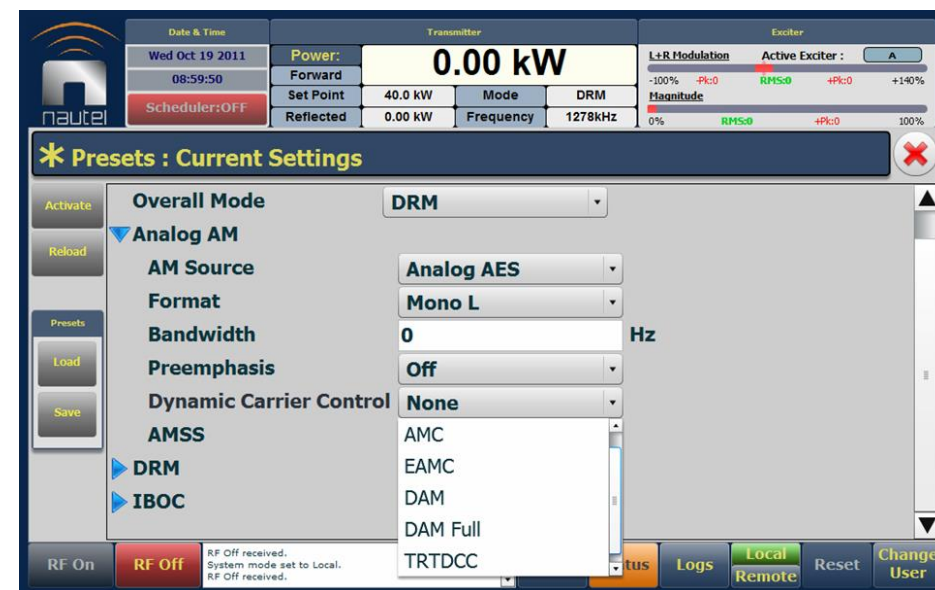 Date & Time
Wed Oct 19 2011
08:59:50
Scheduler:OFF
nautel
Transmitter
Power: 0.00 kW
Forward
Set Point 40.0 kW Mode DRM
Reflected 0.00 kW Frequency 1278kHz
Exciter
L+R Modulation Active Exciter : A
-100% -Pk:0 RMS:0 +Pk:0 +140%
Magnitude
0% RMS:0 +Pk:0 100%
Presets : Current Settings
Activate
Reload
Presets
Load
Save
Overall Mode DRM
Analog AM
AM Source Analog AES
Format Mono L
Bandwidth 0 Hz
Preemphasis Off
Dynamic Carrier Control None
AMSS
AMC
EAMC
DAM
DAM Full
TRTDCC
DRM
IBOC
RF On
RF Off
RF Off received.
System mode set to Local.
RF Off received.
tus
Logs
Local
Remote
Reset
Change
User